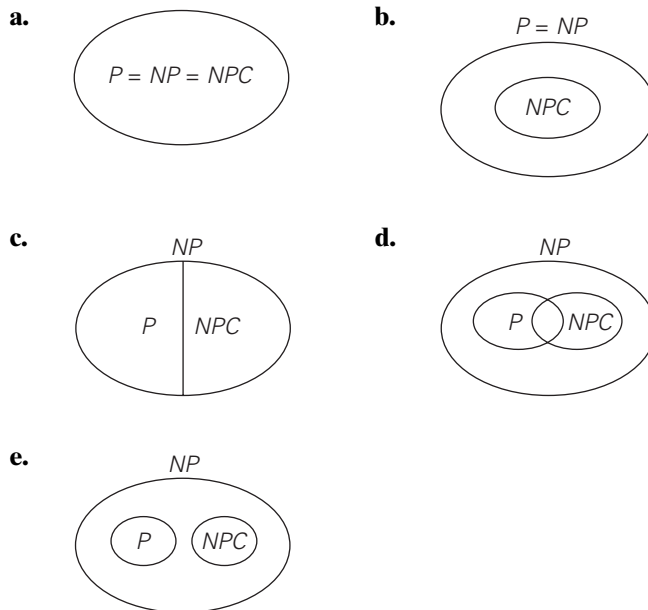 a.
P = NP = NPC
b.
P = NP
NPC
c.
NP
P NPC
d.
NP
P NPC
e.
NP
P NPC